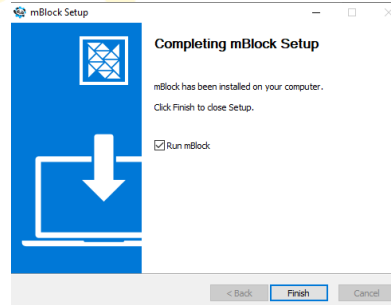 mBlock Setup
Completing mBlock Setup
mBlock has been installed on your computer.
Click Finish to close Setup.
Run mBlock
< Back Finish Cancel